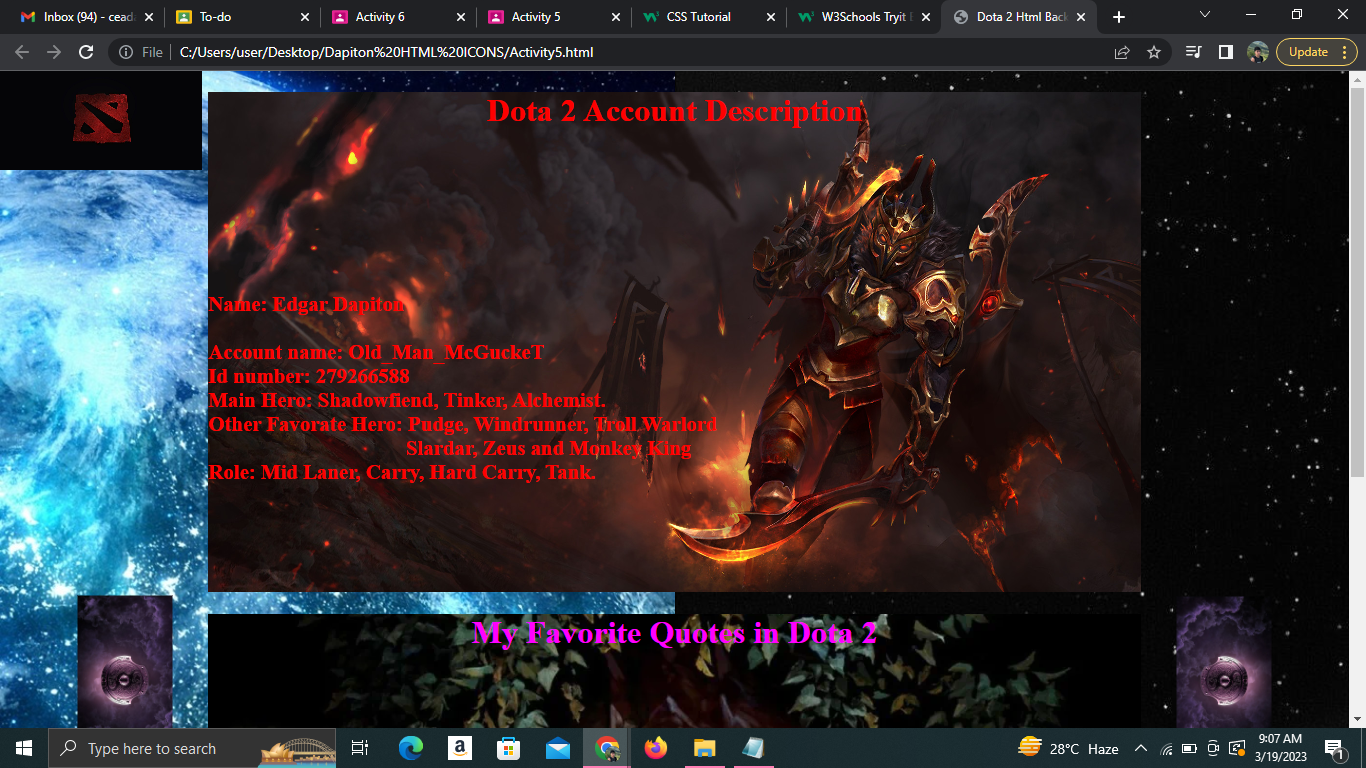 Inbox (94) - cead
To-do
Activity 6
Activity 5
CSS Tutorial
W3Schools Tryit E
Dota 2 Html Back
File
C:/Users/user/Desktop/Dapiton%20HTML%20ICONS/Activity5.html
Update
Dota 2 Account Description
Name: Edgar Dapiton
Account name: Old_Man_McGuckeT
Id number: 279266588
Main Hero: Shadowfiend, Tinker, Alchemist.
Other Favorate Hero: Pudge, Windrunner, Troll Warlord
Slardar, Zeus and Monkey King
Role: Mid Laner, Carry, Hard Carry, Tank.
My Favorite Quotes in Dota 2
Type here to search
28°C Haze
9:07 AM
3/19/2023
1